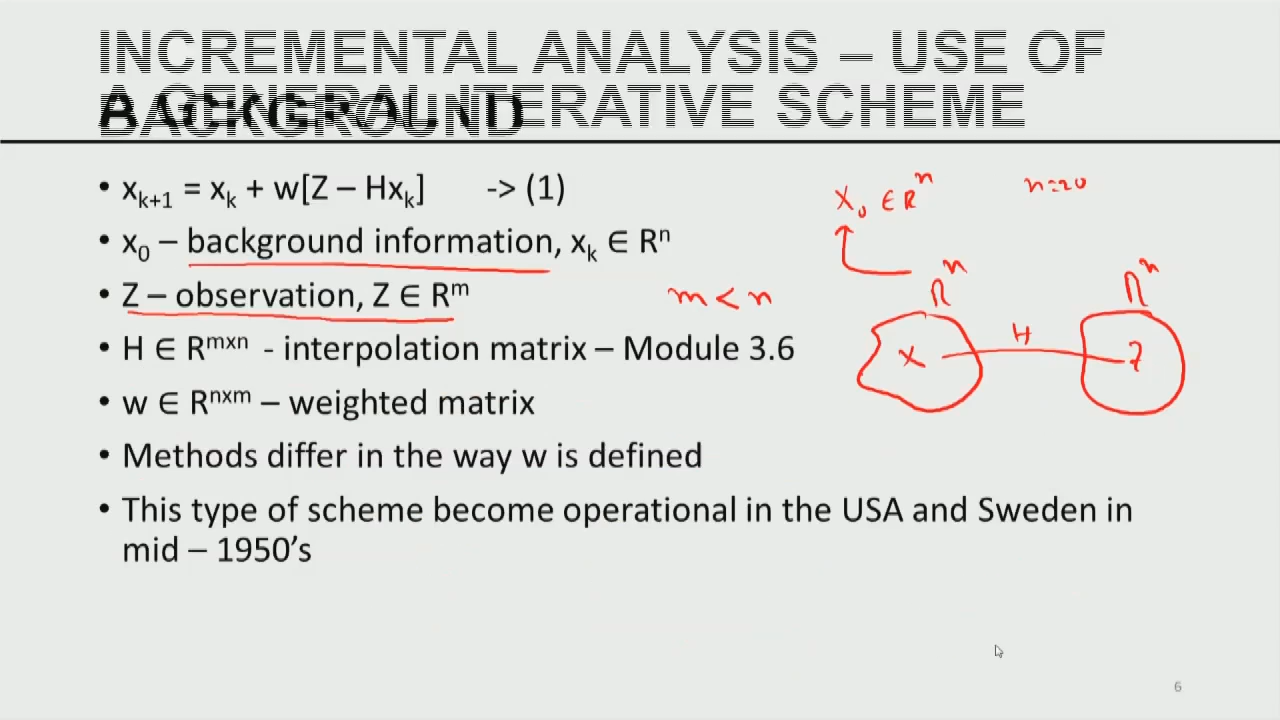 INCREMENTAL ANALYSIS – USE OF
BACKGROUND
A GENERAL ITERATIVE SCHEME
• xk+1 = xk + w[Z – Hxk] -> (1)
• x0 – background information, xk ∈ Rn
• Z – observation, Z ∈ Rm
• H ∈ Rmxn - interpolation matrix – Module 3.6
• w ∈ Rnxm – weighted matrix
• Methods differ in the way w is defined
• This type of scheme become operational in the USA and Sweden in
mid – 1950’s
X0 ∈ Rn
n=20
m < n
Rn
H
X
Z
6